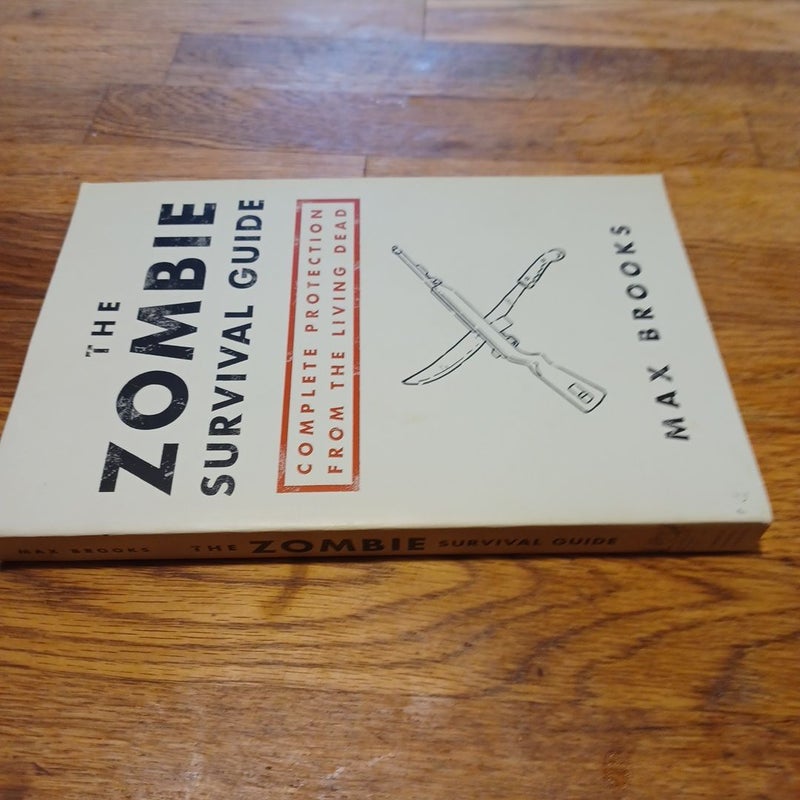 THE
ZOMBIE
SURVIVAL GUIDE
COMPLETE PROTECTION
FROM THE LIVING DEAD
MAX BROOKS
MAX BROOKS THE ZOMBIE SURVIVAL GUIDE